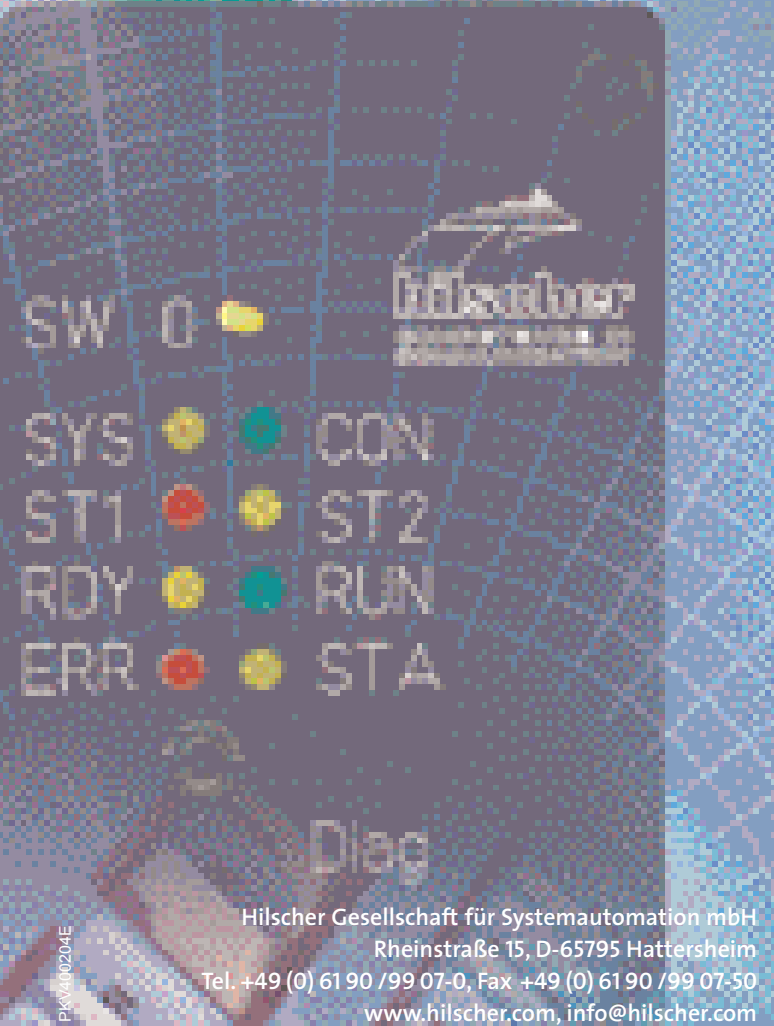 hilscher
SW 0
SYS CON
ST1 ST2
RDY RUN
ERR STA
Diag
Hilscher Gesellschaft für Systemautomation mbH
Rheinstraße 15, D-65795 Hattersheim
Tel. +49 (0) 61 90 /99 07-0, Fax +49 (0) 61 90 /99 07-50
www.hilscher.com, info@hilscher.com
PKV400204E